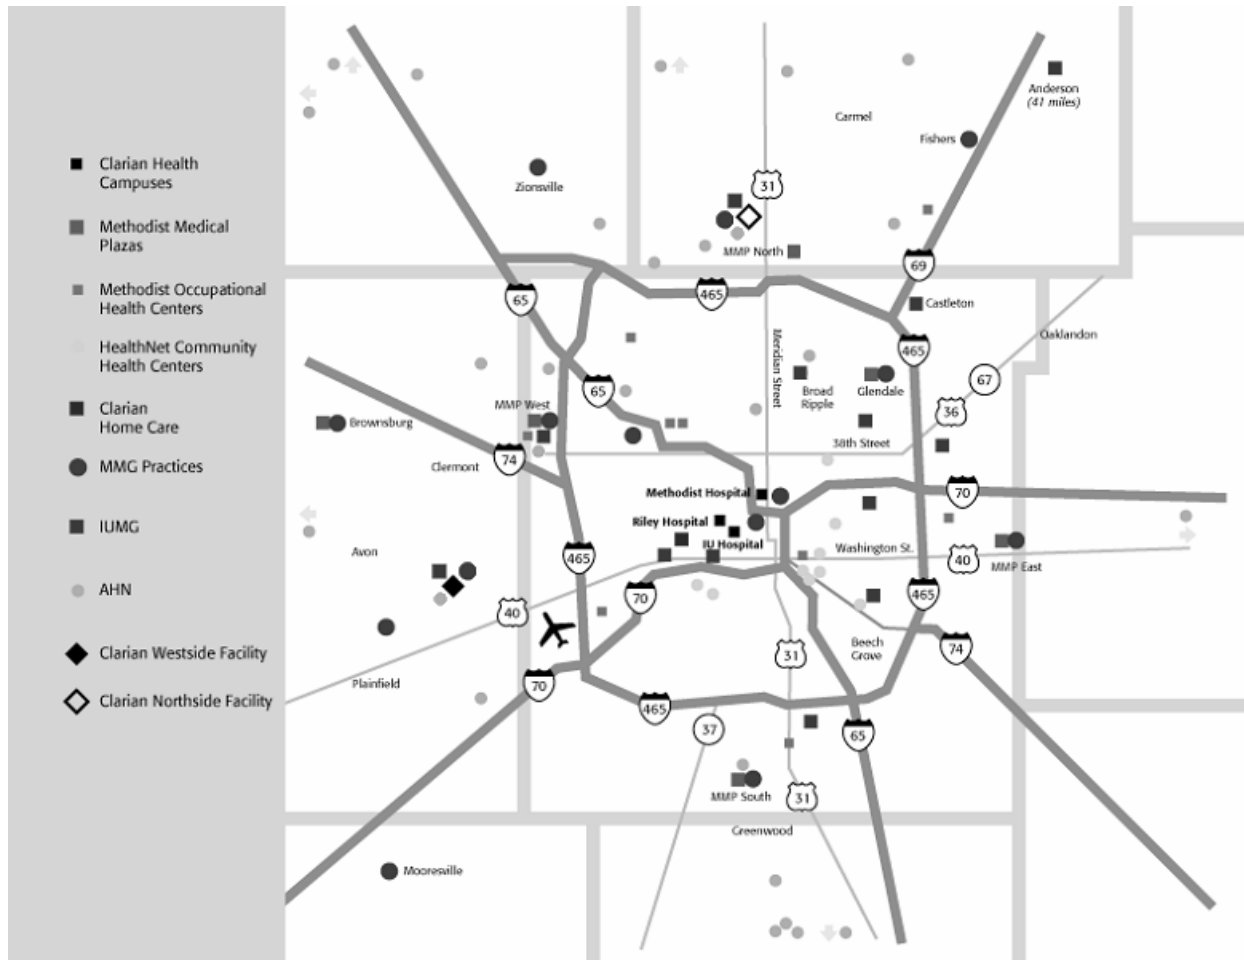 Clarian Health
Campuses
Methodist Medical
Plazas
Methodist Occupational
Health Centers
HealthNet Community
Health Centers
Clarian
Home Care
MMG Practices
IUMG
AHN
Clarian Westside Facility
Clarian Northside Facility
Anderson
(41 miles)
Carmel
Fishers
Zionsville
31
MMP North
69
65
465
Castleton
Meridian Street
465
Oaklandon
67
65
Broad
Ripple
Glendale
36
MMP West
Brownsburg
38th Street
Clermont
74
Methodist Hospital
70
Riley Hospital
IU Hospital
Avon
465
Washington St.
40
MMP East
40
70
465
Beech
Grove
74
31
Plainfield
70
465
37
65
MMP South
31
Greenwood
Mooresville